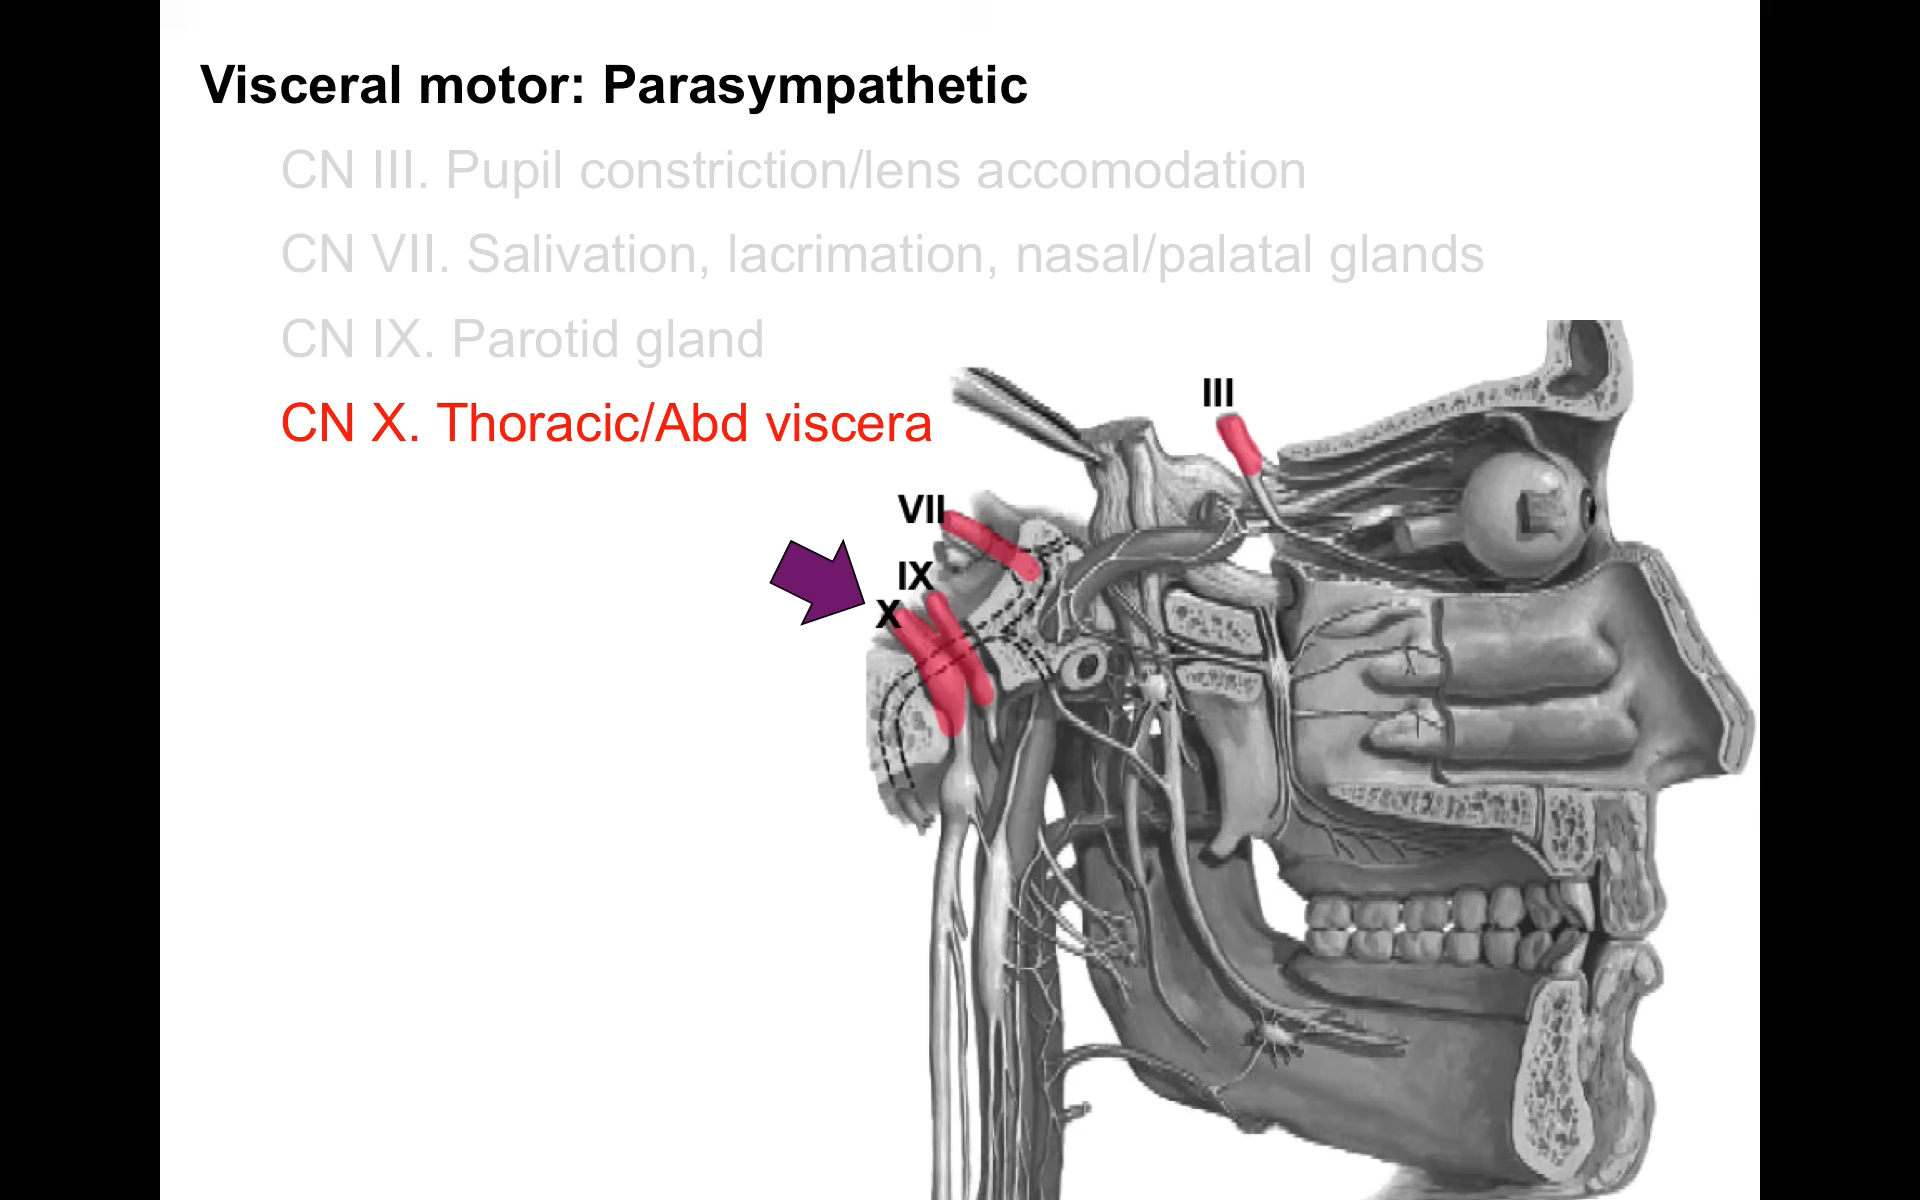 Visceral motor: Parasympathetic
CN III. Pupil constriction/lens accomodation
CN VII. Salivation, lacrimation, nasal/palatal glands
CN IX. Parotid gland
CN X. Thoracic/Abd viscera
III
VII
IX
X